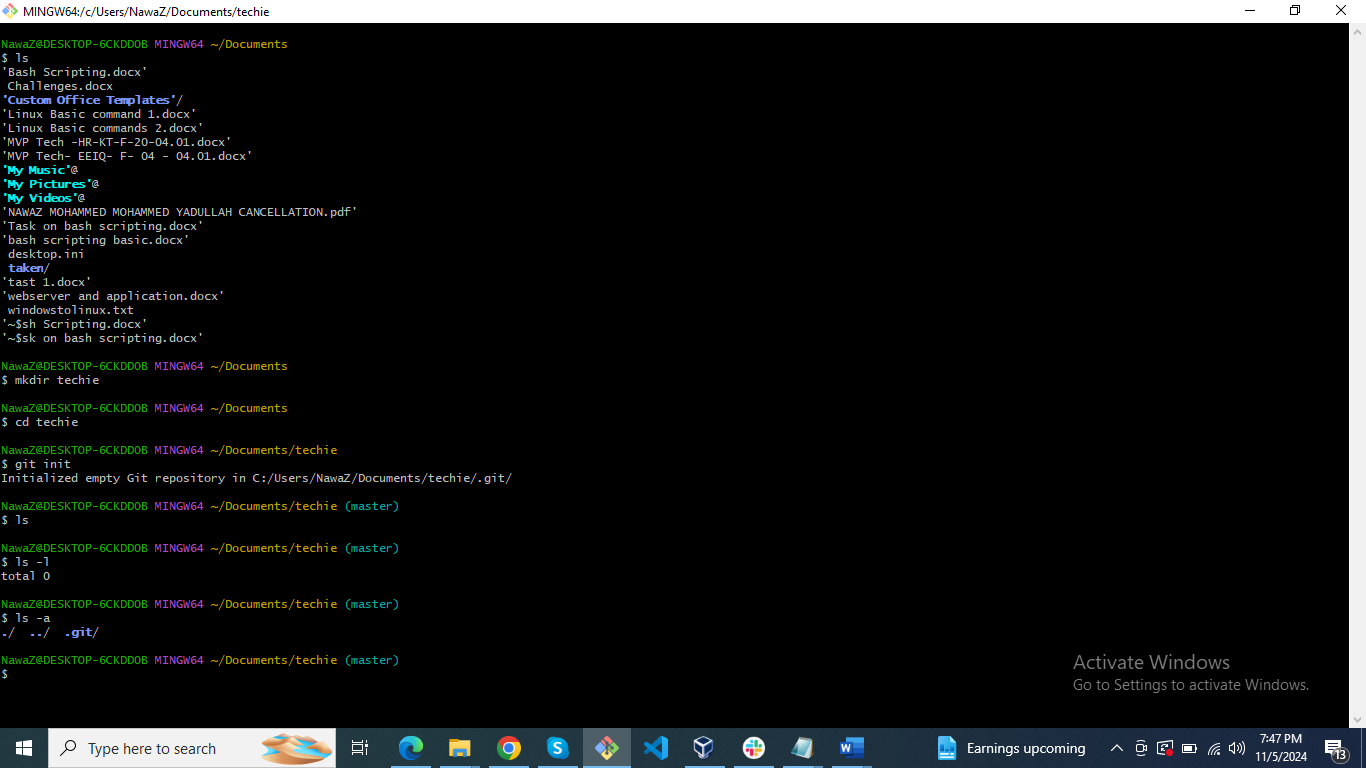 MINGW64:/c/Users/NawaZ/Documents/techie
NawaZ@DESKTOP-6CKDDOB MINGW64 ~/Documents
$ ls
'Bash Scripting.docx'
Challenges.docx
'Custom Office Templates'/
'Linux Basic command 1.docx'
'Linux Basic commands 2.docx'
'MVP Tech -HR-KT-F-20-04.01.docx'
'MVP Tech- EEIQ- F- 04 - 04.01.docx'
'My Music'@
'My Pictures'@
'My Videos'@
'NAWAZ MOHAMMED MOHAMMED YADULLAH CANCELLATION.pdf'
'Task on bash scripting.docx'
'bash scripting basic.docx'
desktop.ini
taken/
'tast 1.docx'
'webserver and application.docx'
windowstolinux.txt
'~$sh Scripting.docx'
'~$sk on bash scripting.docx'
NawaZ@DESKTOP-6CKDDOB MINGW64 ~/Documents
$ mkdir techie
NawaZ@DESKTOP-6CKDDOB MINGW64 ~/Documents
$ cd techie
NawaZ@DESKTOP-6CKDDOB MINGW64 ~/Documents/techie
$ git init
Initialized empty Git repository in C:/Users/NawaZ/Documents/techie/.git/
NawaZ@DESKTOP-6CKDDOB MINGW64 ~/Documents/techie (master)
$ ls
NawaZ@DESKTOP-6CKDDOB MINGW64 ~/Documents/techie (master)
$ ls -l
total 0
NawaZ@DESKTOP-6CKDDOB MINGW64 ~/Documents/techie (master)
$ ls -a
./  ../  .git/
NawaZ@DESKTOP-6CKDDOB MINGW64 ~/Documents/techie (master)
$
Activate Windows
Go to Settings to activate Windows.
Type here to search
Earnings upcoming
7:47 PM
11/5/2024
13